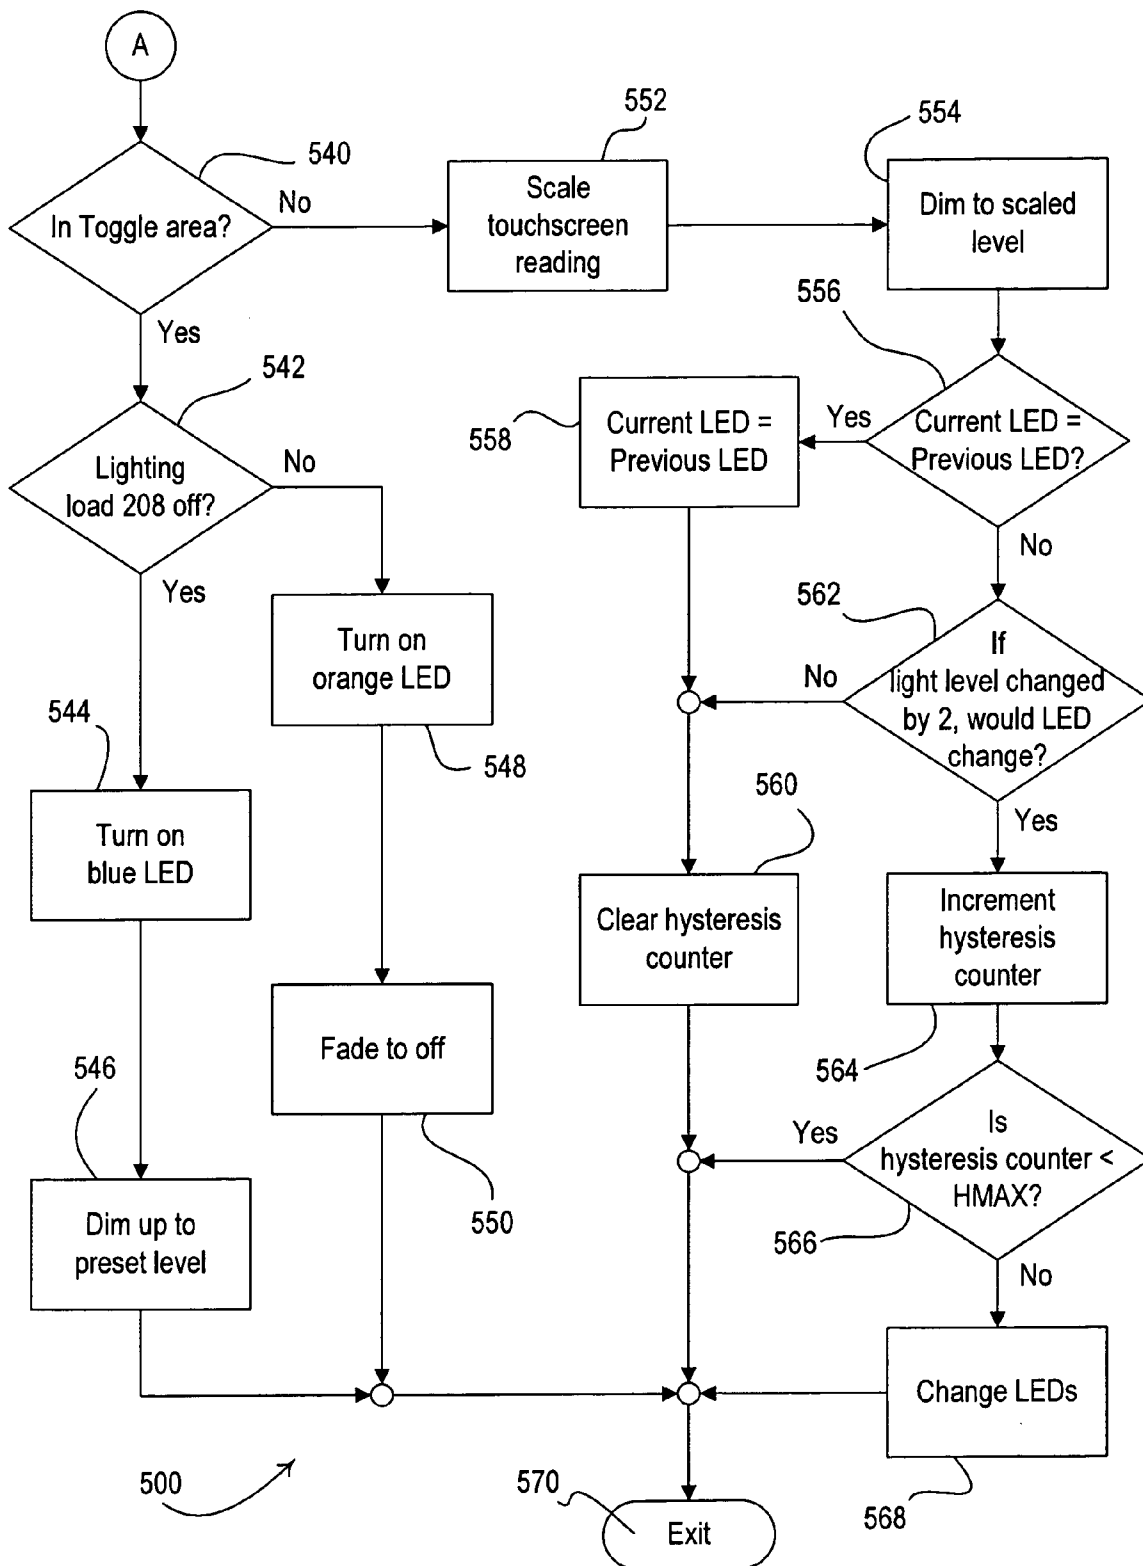 A
540
In Toggle area?
No
Yes
552
Scale
touchscreen
reading
554
Dim to scaled
level
556
Current LED =
Previous LED?
Yes
No
558
Current LED =
Previous LED
542
Lighting
load 208 off?
No
Yes
562
If
light level changed
by 2, would LED
change?
No
Yes
544
Turn on
blue LED
Turn on
orange LED
548
560
Clear hysteresis
counter
Increment
hysteresis
counter
564
546
Dim up to
preset level
Fade to off
550
Is
hysteresis counter <
HMAX?
Yes
566
No
Change LEDs
568
500
570
Exit